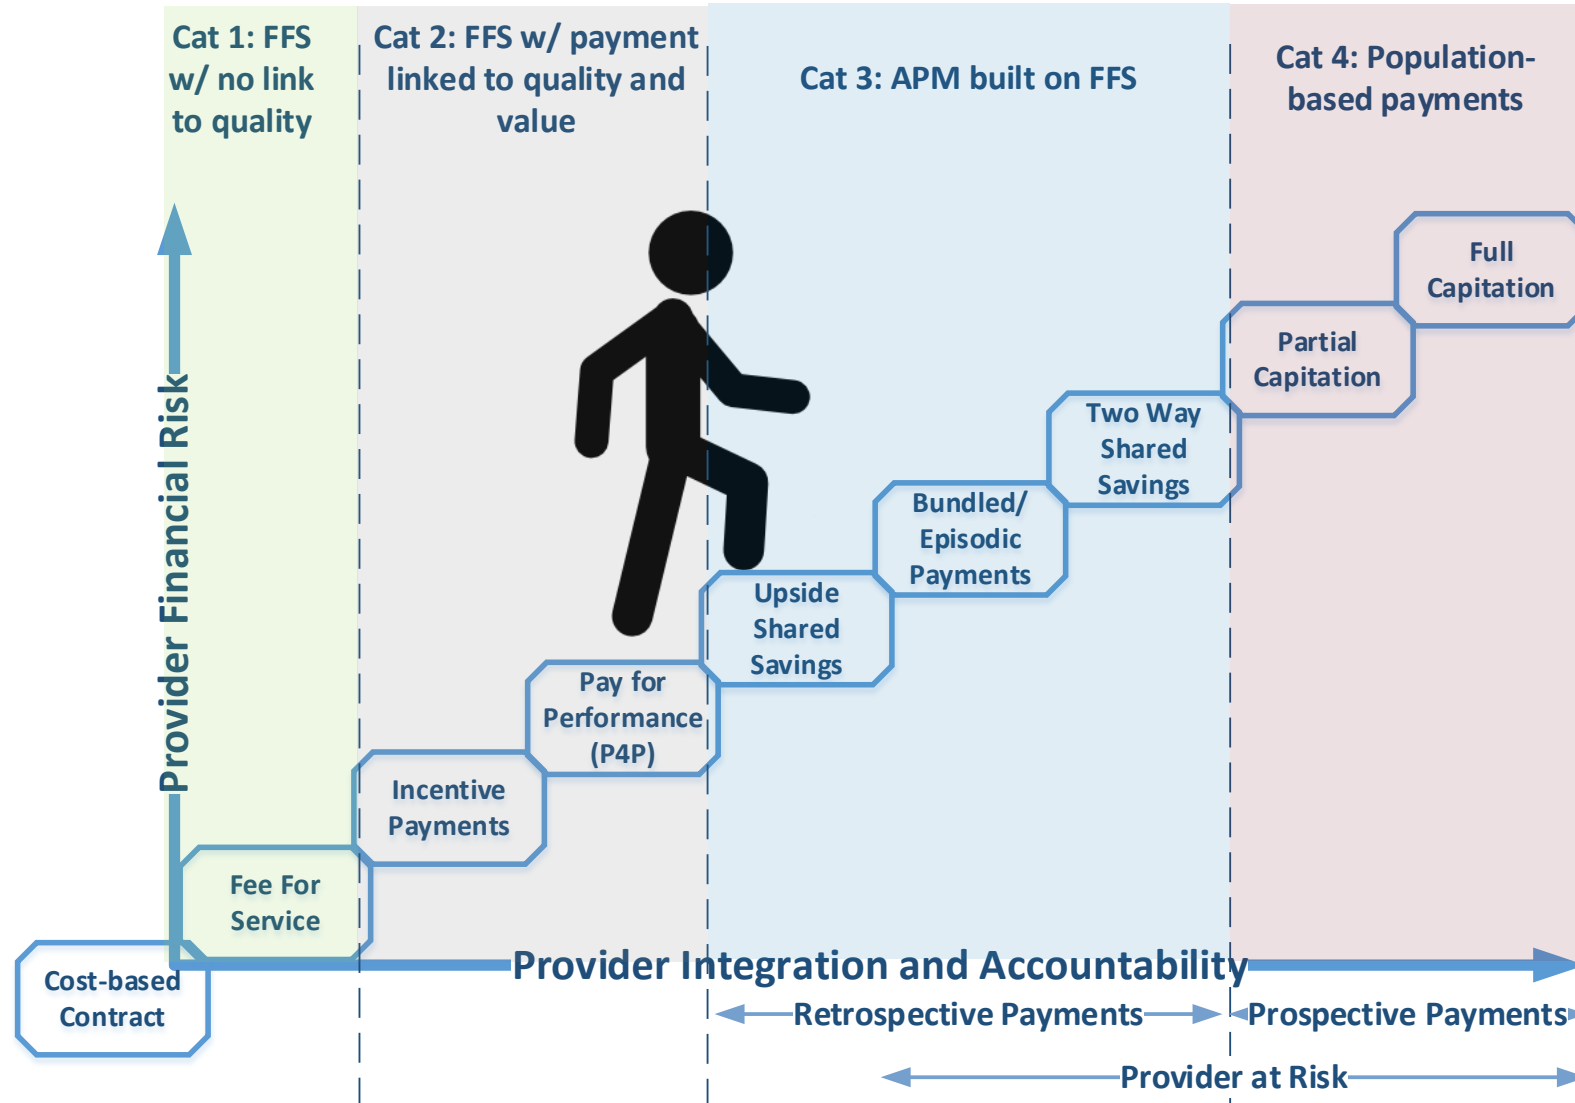 Cat 1: FFS
w/ no link
to quality
Cat 2: FFS w/ payment
linked to quality and
value
Cat 3: APM built on FFS
Cat 4: Population-
based payments
Provider Financial Risk
Full
Capitation
Partial
Capitation
Two Way
Shared
Savings
Bundled/
Episodic
Payments
Upside
Shared
Savings
Pay for
Performance
(P4P)
Incentive
Payments
Fee For
Service
Cost-based
Contract
Provider Integration and Accountability
Retrospective Payments
Prospective Payments
Provider at Risk